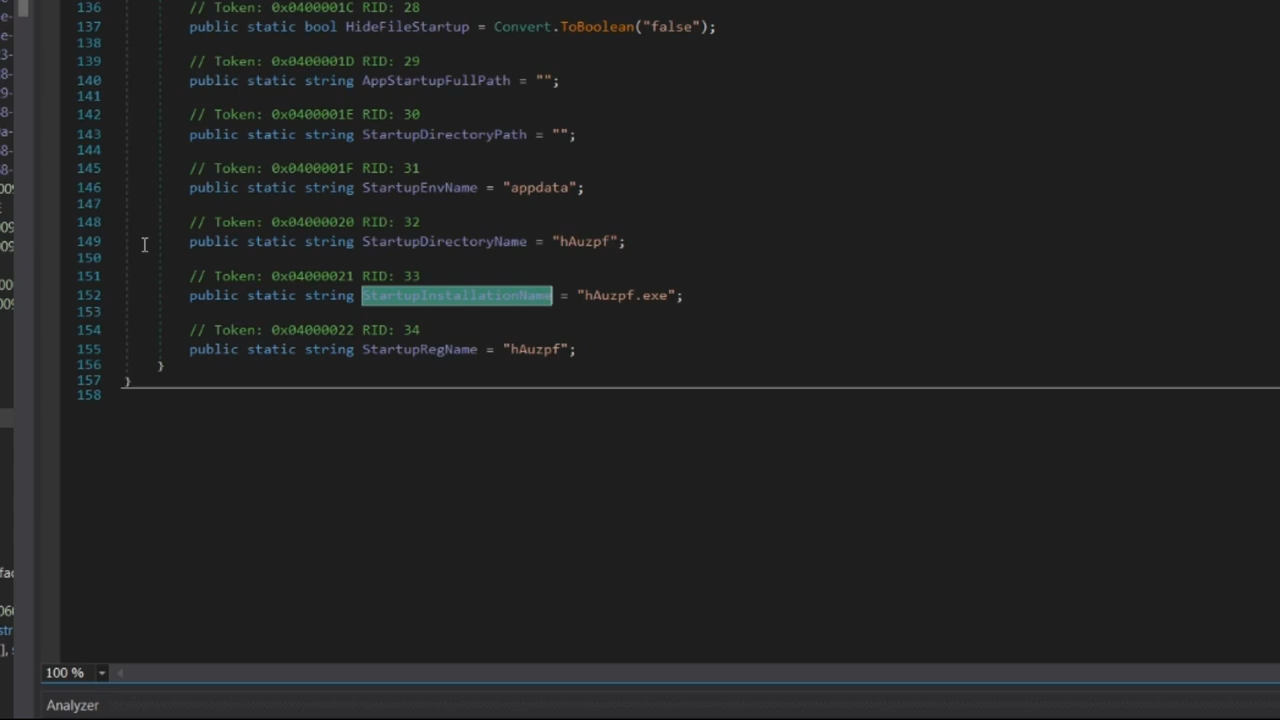 136 // Token: 0x0400001C RID: 28
137 public static bool HideFileStartup = Convert.ToBoolean("false");
138
139 // Token: 0x0400001D RID: 29
140 public static string AppStartupFullPath = "";
141
142 // Token: 0x0400001E RID: 30
143 public static string StartupDirectoryPath = "";
144
145 // Token: 0x0400001F RID: 31
146 public static string StartupEnvName = "appdata";
147
148 // Token: 0x04000020 RID: 32
149 public static string StartupDirectoryName = "hAuzpf";
150
151 // Token: 0x04000021 RID: 33
152 public static string StartupInstallationName = "hAuzpf.exe";
153
154 // Token: 0x04000022 RID: 34
155 public static string StartupRegName = "hAuzpf";
156 }
157 }
158
100 %
Analyzer